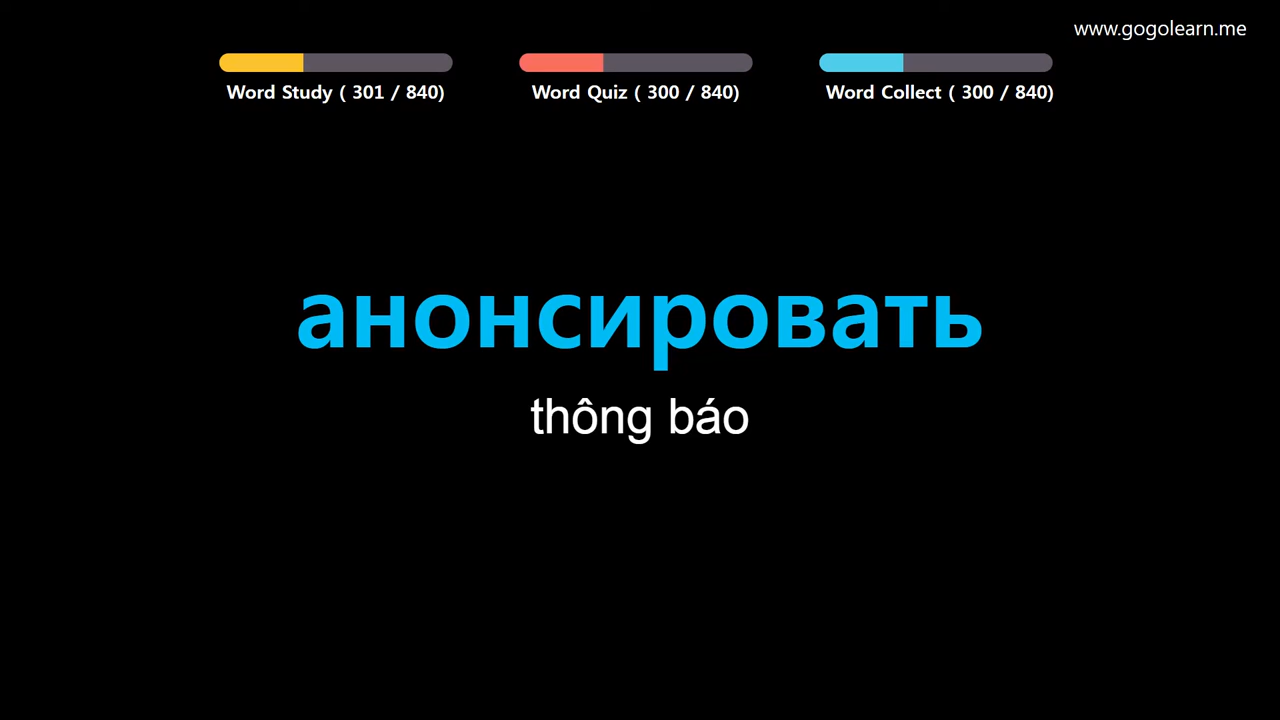 www.gogolearn.me
Word Study ( 301 / 840)
Word Quiz ( 300 / 840)
Word Collect ( 300 / 840)
анонсировать
thông báo